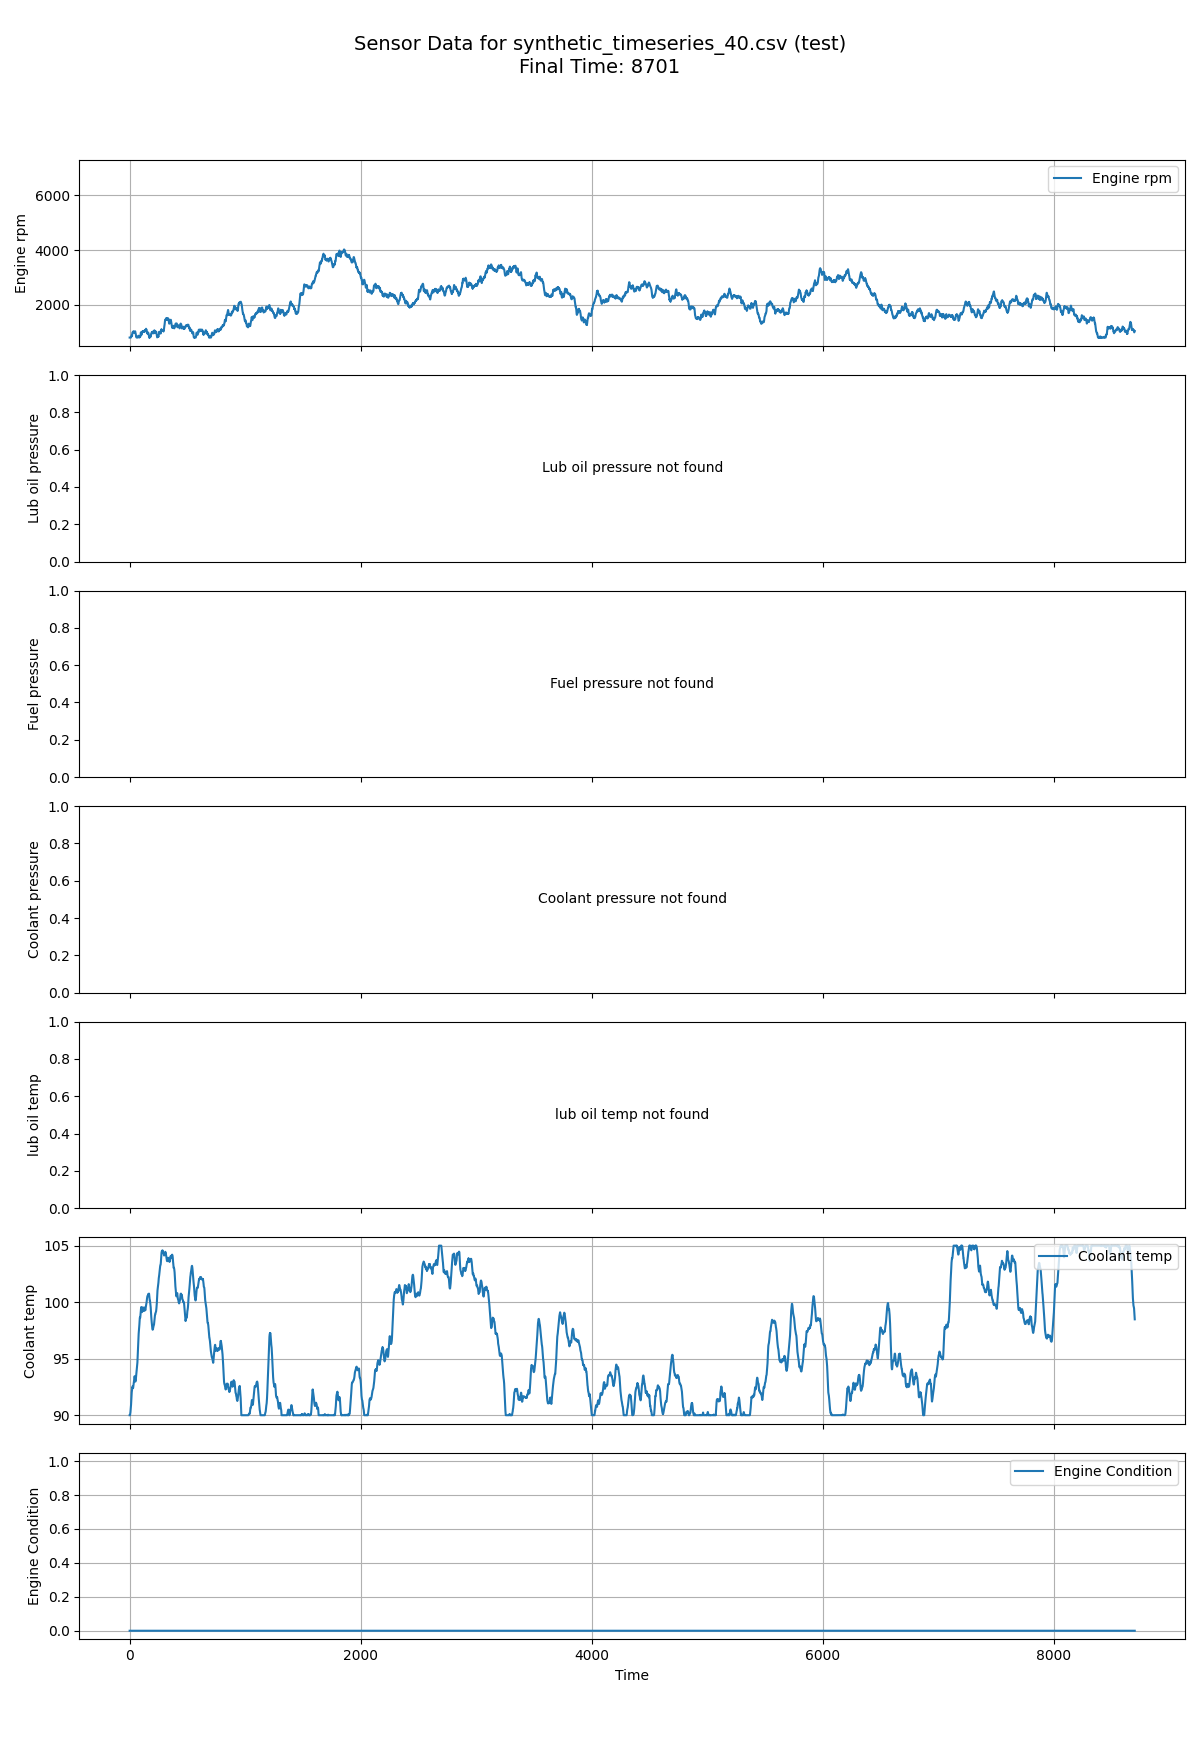 Sensor Data for synthetic_timeseries_40.csv (test)
Final Time: 8701
Engine rpm
6000
4000
2000
Engine rpm
Lub oil pressure
1.0
0.8
0.6
0.4
0.2
0.0
Lub oil pressure not found
Fuel pressure
1.0
0.8
0.6
0.4
0.2
0.0
Fuel pressure not found
Coolant pressure
1.0
0.8
0.6
0.4
0.2
0.0
Coolant pressure not found
lub oil temp
1.0
0.8
0.6
0.4
0.2
0.0
lub oil temp not found
Coolant temp
105
100
95
90
Coolant temp
Engine Condition
1.0
0.8
0.6
0.4
0.2
0.0
Engine Condition
0 2000 4000 6000 8000
Time